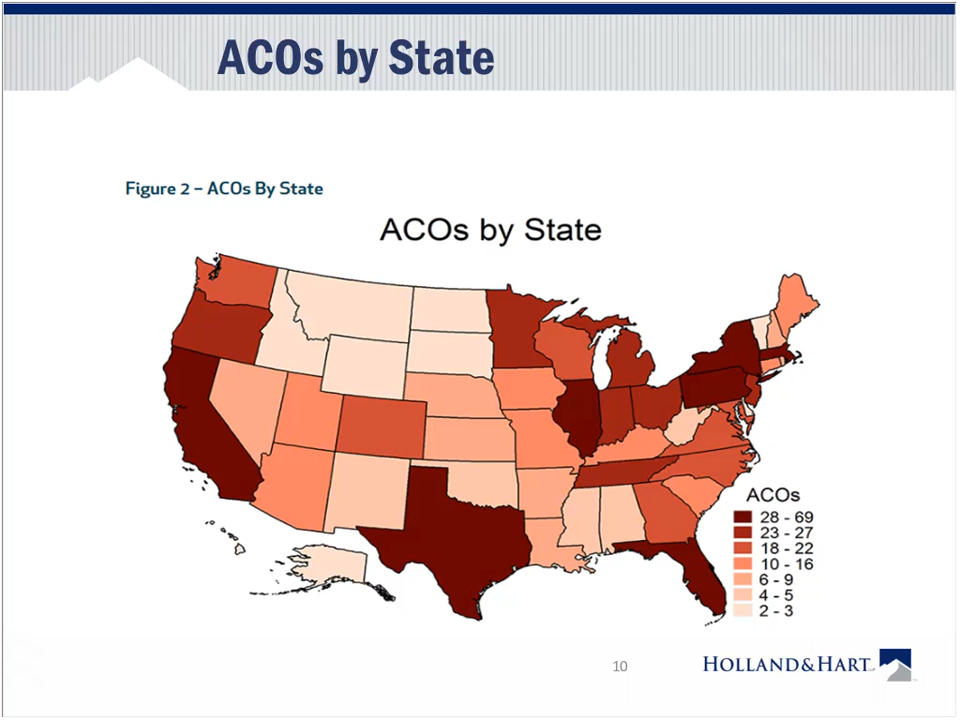 ACOs by State
Figure 2 – ACOs By State
ACOs by State
ACOs
28 - 69
23 - 27
18 - 22
10 - 16
6 - 9
4 - 5
2 - 3
10
HOLLAND&HART